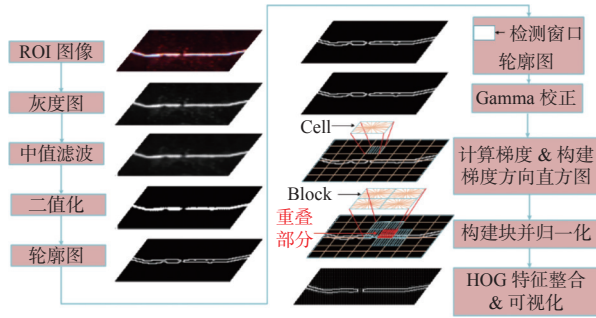 ROI 图像
灰度图
中值滤波
二值化
轮廓图
Cell
Block
重叠
部分
检测窗口
轮廓图
Gamma 校正
计算梯度 & 构建
梯度方向直方图
构建块并归一化
HOG 特征整合
& 可视化